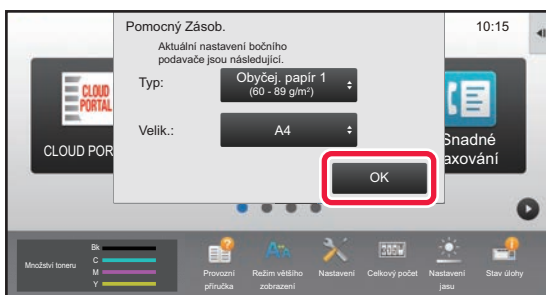 Pomocný Zásob.
10:15
Aktuální nastavení bočního
podavače jsou následující.
Typ:
Obyčej. papír 1
(60 - 89 g/m²)
Velik.:
A4
OK
CLOUD
PORTAL
CLOUD POR
Snadné
axování
Množství toneru
Bk
C
M
Y
Provozní
příručka
Režim většího
zobrazení
Nastavení
Celkový počet
Nastavení
jasu
Stav úlohy